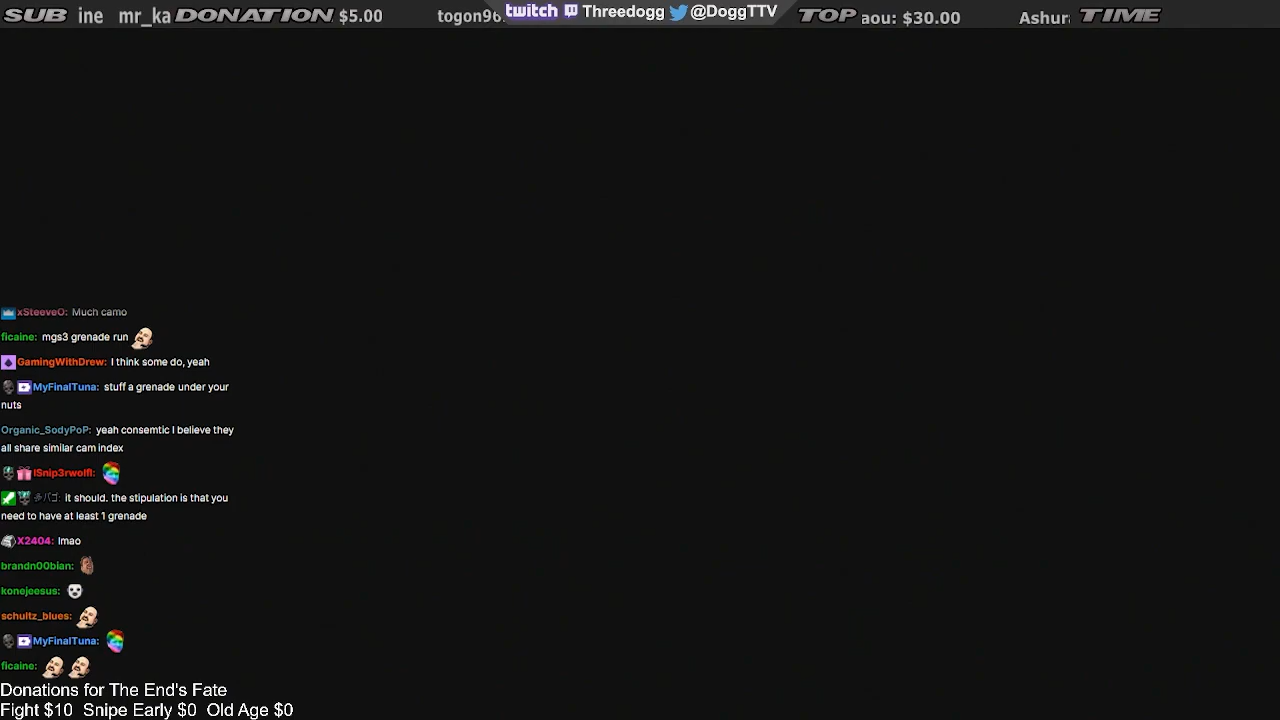 SUB ine mr_ka DONATION $5.00 togon96 twitch Threedogg @DoggTTV TOP aou: $30.00 Ashur TIME
xSteeveO: Much camo
ficaine: mgs3 grenade run
GamingWithDrew: I think some do, yeah
MyFinalTuna: stuff a grenade under your
nuts
Organic_SodyPoP: yeah consemtic I believe they
all share similar cam index
lSnip3rwolfl:
it should. the stipulation is that you
need to have at least 1 grenade
X2404: lmao
brandn00bian:
konejeesus:
schultz_blues:
MyFinalTuna:
ficaine:
Donations for The End's Fate
Fight $10 Snipe Early $0 Old Age $0